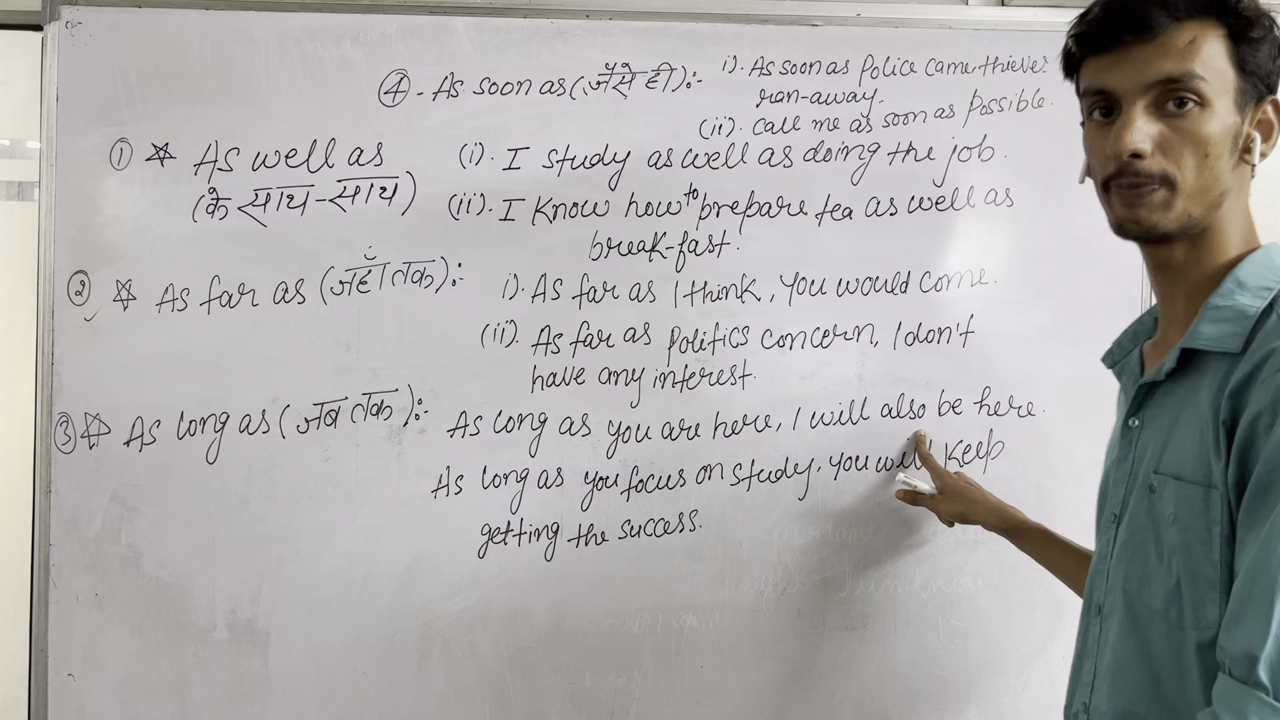 ④ - As soon as (जैसे ही) :- i). As soon as Police came, thieves
ran-away.
(ii). Call me as soon as possible.
① ☆ As well as (i). I study as well as doing the job.
(के साथ-साथ) (ii). I know how to prepare tea as well as
break-fast.
② ☆ As far as (जहाँ तक) :- i). As far as I think, you would come.
(ii). As far as politics concern, I don't
have any interest.
③ ☆ As long as (जब तक) :- As long as you are here, I will also be here.
As long as you focus on study, you will keep
getting the success.